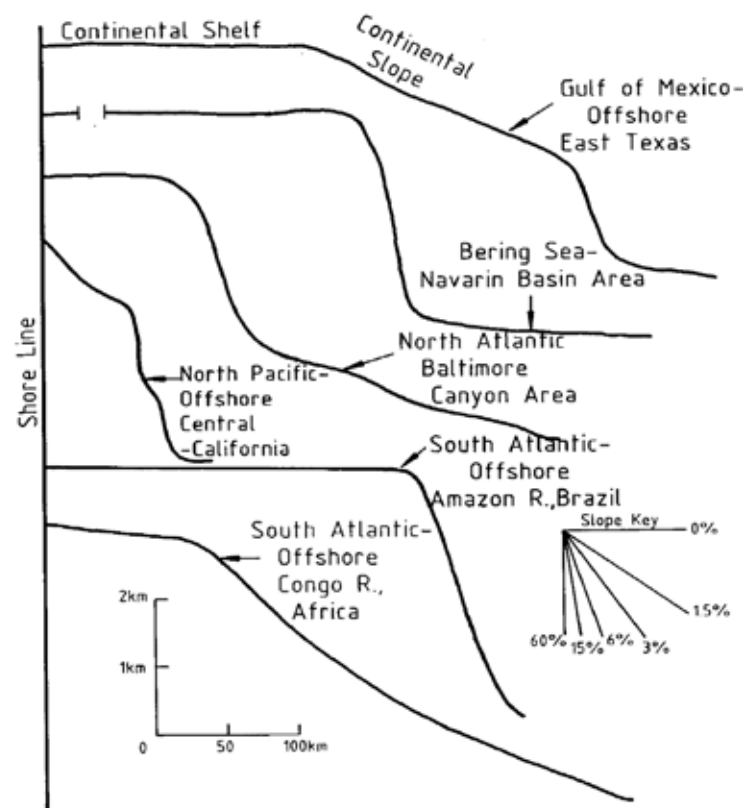 Continental Shelf
Continental
Slope
Gulf of Mexico-
Offshore
East Texas
Bering Sea-
Navarin Basin Area
North Atlantic
Baltimore
Canyon Area
North Pacific-
Offshore
Central
-California
Shore Line
South Atlantic-
Offshore
Amazon R.,Brazil
South Atlantic-
Offshore
Congo R.,
Africa
Slope Key
0%
1.5%
3%
6%
15%
60%
2km
1km
0
50
100km